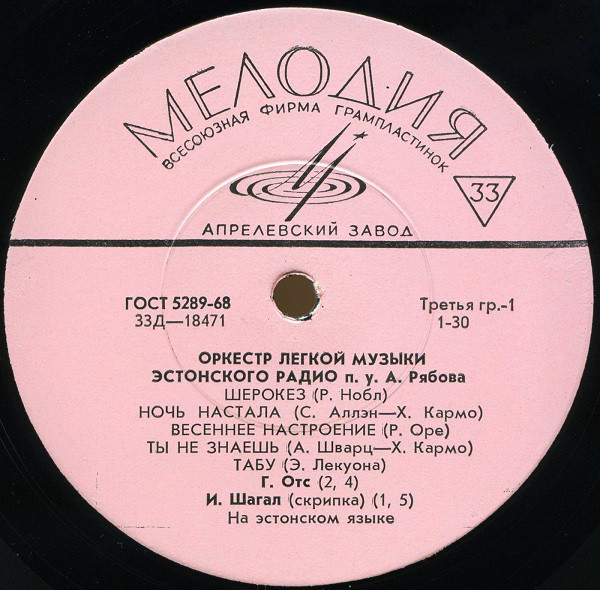 МЕЛОДИЯ
ВСЕСОЮЗНАЯ ФИРМА ГРАМПЛАСТИНОК
33
АПРЕЛЕВСКИЙ ЗАВОД
ГОСТ 5289-68
Третья гр.-1
33Д—18471
1-30
ОРКЕСТР ЛЕГКОЙ МУЗЫКИ
ЭСТОНСКОГО РАДИО п. у. А. Рябова
ШЕРОКЕЗ (Р. Нобл)
НОЧЬ НАСТАЛА (С. Аллэн—Х. Кармо)
ВЕСЕННЕЕ НАСТРОЕНИЕ (Р. Оре)
ТЫ НЕ ЗНАЕШЬ (А. Шварц—Х. Кармо)
ТАБУ (Э. Лекуона)
Г. Отс (2, 4)
И. Шагал (скрипка) (1, 5)
На эстонском языке